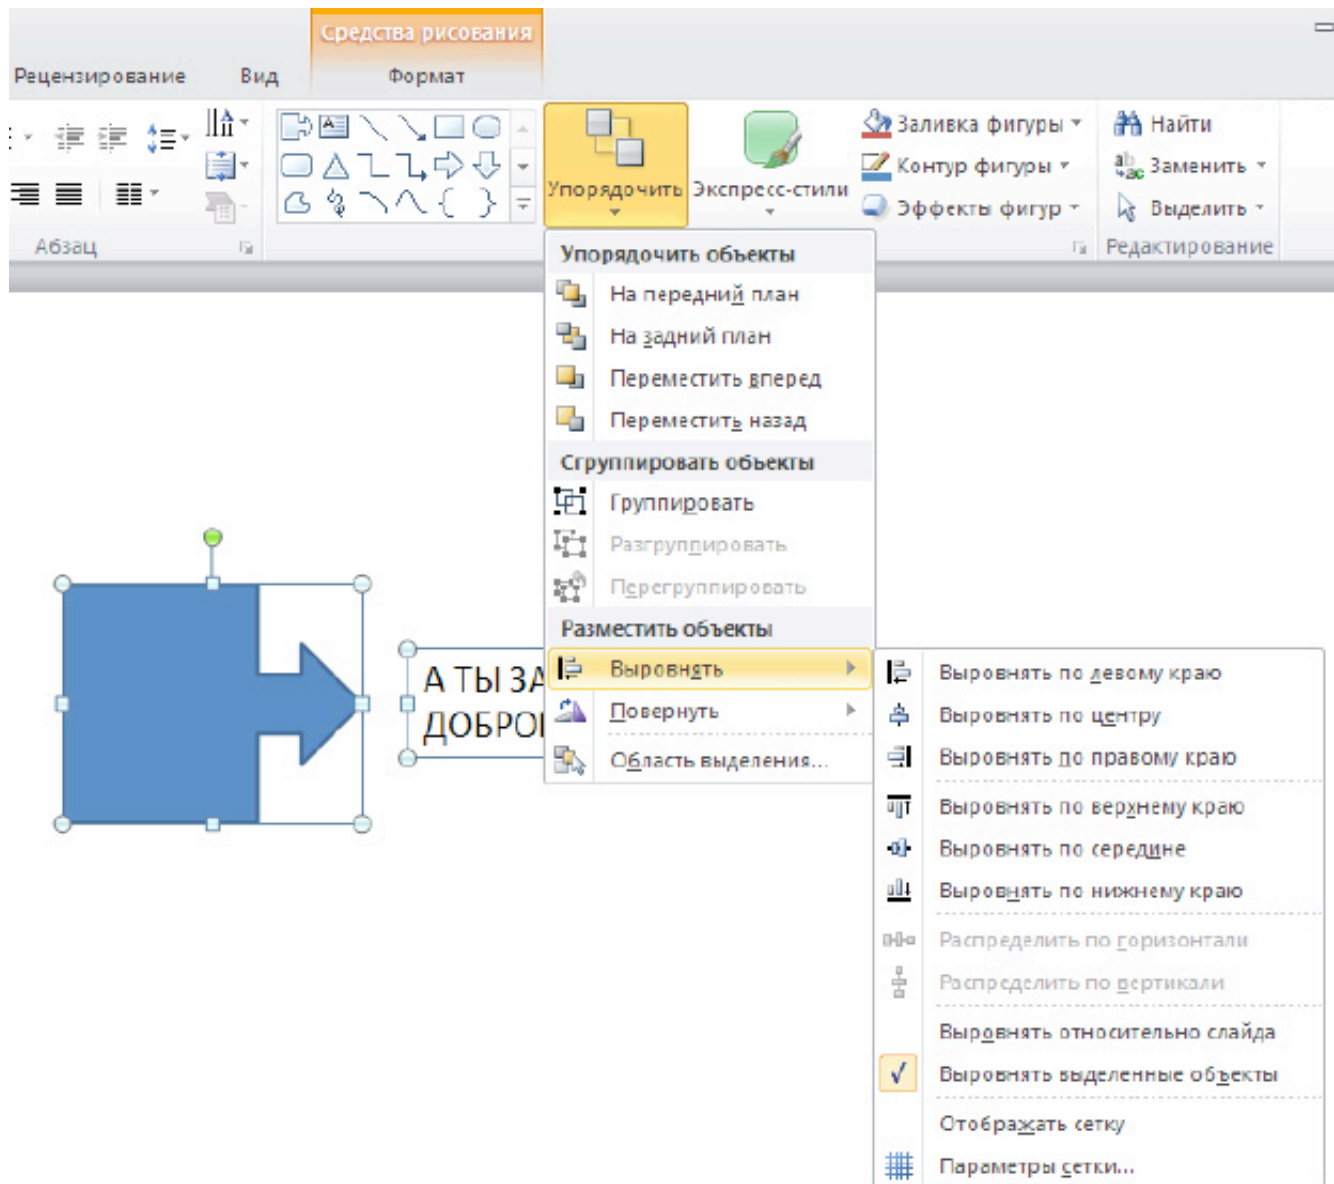 Средства рисования
Рецензирование Вид Формат
Упорядочить
Экспресс-стили
Заливка фигуры
Контур фигуры
Эффекты фигур
Найти
Заменить
Выделить
Абзац
Редактирование
Упорядочить объекты
На передний план
На задний план
Переместить вперед
Переместить назад
Сгруппировать объекты
Группировать
Разгруппировать
Перегруппировать
Разместить объекты
Выровнять
Повернуть
Область выделения...
А ТЫ ЗА
Выровнять по левому краю
Выровнять по центру
Выровнять по правому краю
Выровнять по верхнему краю
Выровнять по середине
Выровнять по нижнему краю
Распределить по горизонтали
Распределить по вертикали
Выровнять относительно слайда
Выровнять выделенные объекты
Отображать сетку
Параметры сетки...